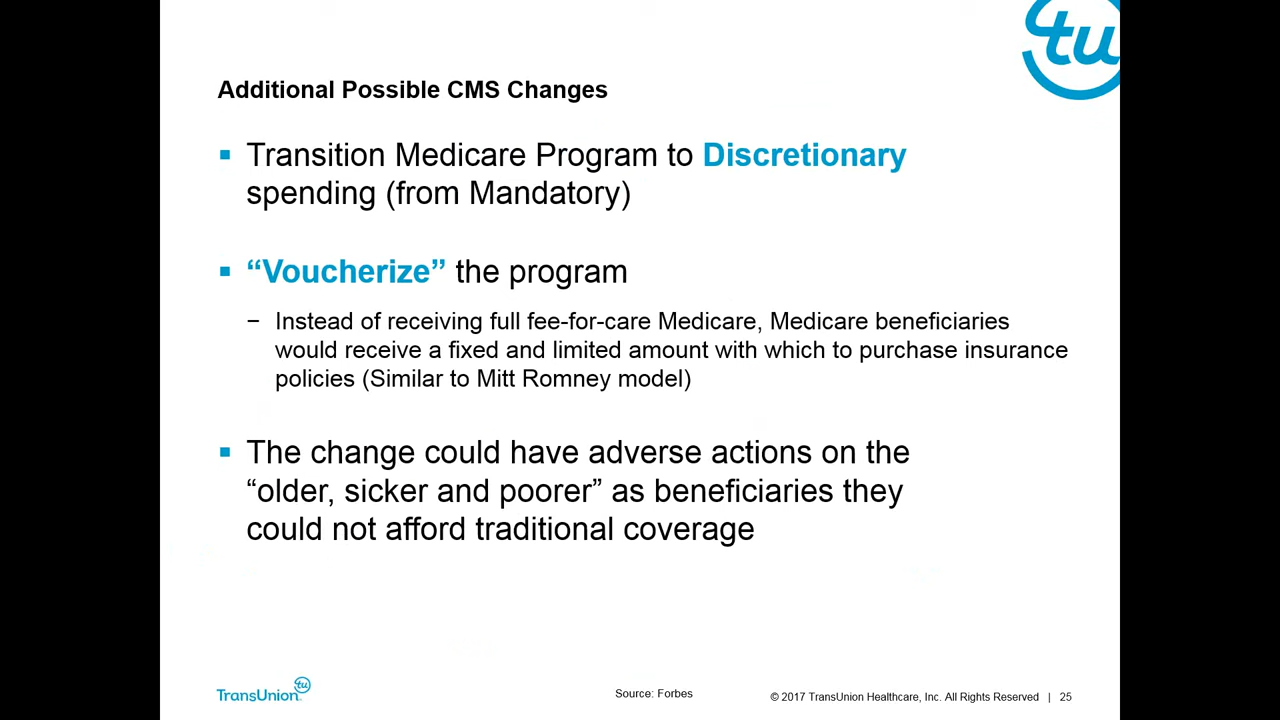 tu
Additional Possible CMS Changes
▪ Transition Medicare Program to Discretionary
spending (from Mandatory)
▪ “Voucherize” the program
− Instead of receiving full fee-for-care Medicare, Medicare beneficiaries
would receive a fixed and limited amount with which to purchase insurance
policies (Similar to Mitt Romney model)
▪ The change could have adverse actions on the
“older, sicker and poorer” as beneficiaries they
could not afford traditional coverage
TransUnion tu
Source: Forbes
© 2017 TransUnion Healthcare, Inc. All Rights Reserved | 25